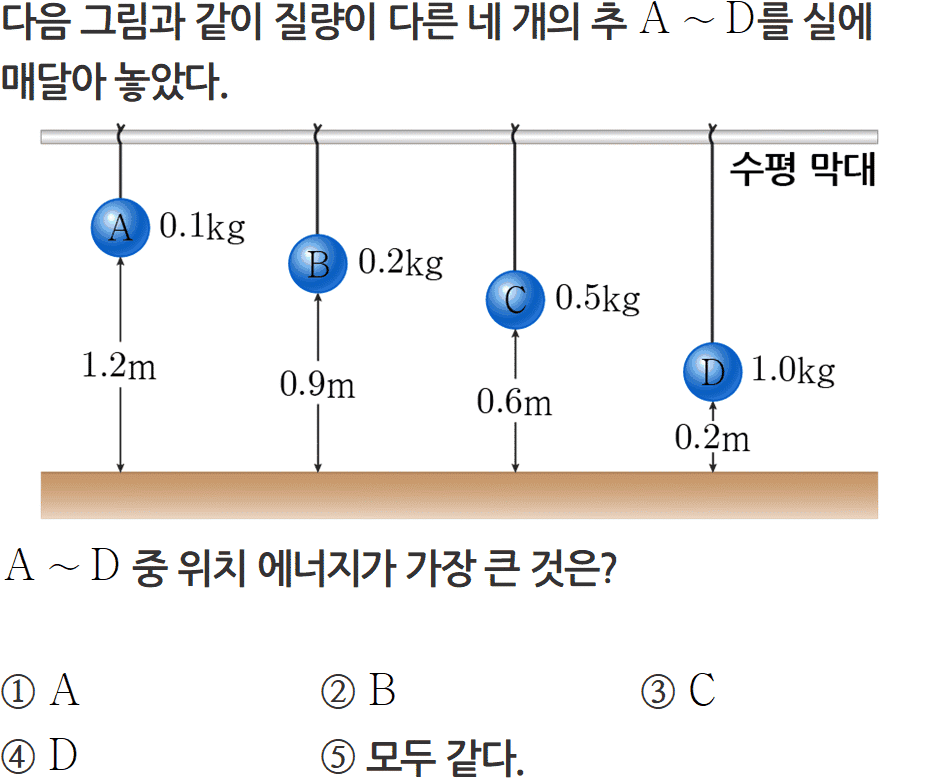 다음 그림과 같이 질량이 다른 네 개의 추 A ~ D를 실에
매달아 놓았다.
수평 막대
A 0.1kg
B 0.2kg
C 0.5kg
D 1.0kg
1.2m
0.9m
0.6m
0.2m
A ~ D 중 위치 에너지가 가장 큰 것은?
① A ② B ③ C
④ D ⑤ 모두 같다.